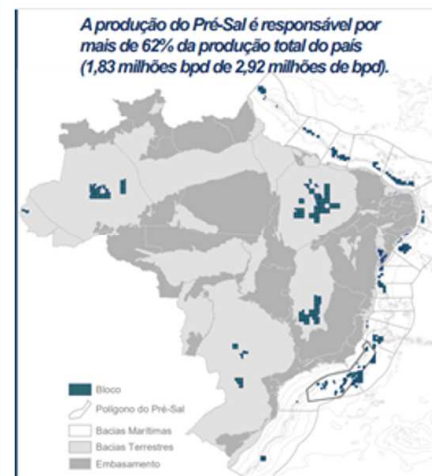 A produção do Pré-Sal é responsável por
mais de 62% da produção total do país
(1,83 milhões bpd de 2,92 milhões de bpd).
Bloco
Polígono do Pré-Sal
Bacias Marítimas
Bacias Terrestres
Embasamento